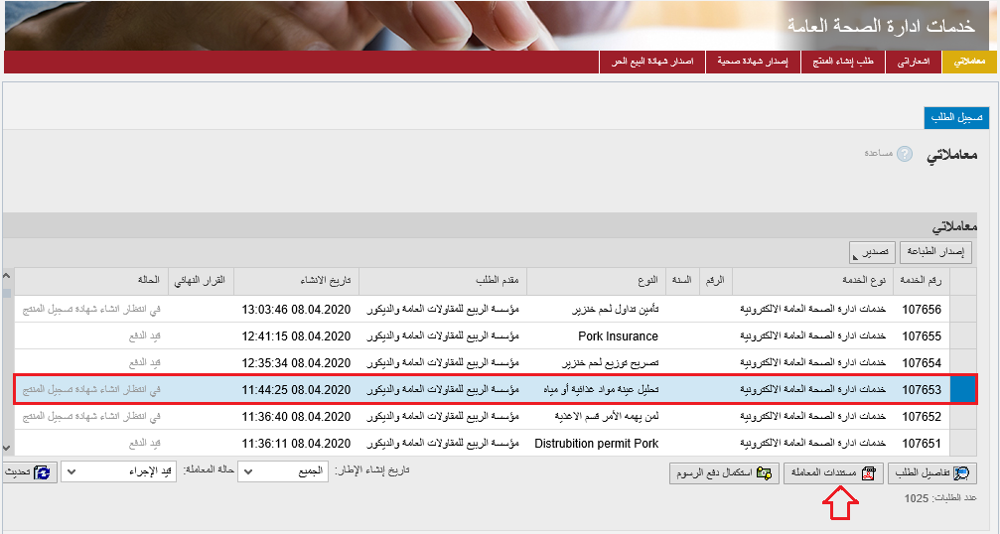 خدمات ادارة الصحة العامة
معاملاتي اشعاراتى طلب إنشاء المنتج إصدار شهادة صحية اصدار شهادة البيع الحر
تسجيل الطلب
معاملاتي مساعدة
معاملاتي
إصدار الطباعة تصدير
رقم الخدمة نوع الخدمة الرقم السنة النوع مقدم الطلب تاريخ الانشاء القرار النهائي الحالة
107656 خدمات ادارة الصحة العامة الالكترونية تأمين تداول لحم خنزير مؤسسة الربيع للمقاولات العامة والديكور 08.04.2020 13:03:46 في انتظار انشاء شهادة تسجيل المنتج
107655 خدمات ادارة الصحة العامة الالكترونية Pork Insurance مؤسسة الربيع للمقاولات العامة والديكور 08.04.2020 12:41:15 قيد الدفع
107654 خدمات ادارة الصحة العامة الالكترونية تصريح توزيع لحم خنزير مؤسسة الربيع للمقاولات العامة والديكور 08.04.2020 12:35:34 قيد الدفع
107653 خدمات ادارة الصحة العامة الالكترونية تحليل عينة مواد غذائية أو مياه مؤسسة الربيع للمقاولات العامة والديكور 08.04.2020 11:44:25 في انتظار انشاء شهادة تسجيل المنتج
107652 خدمات ادارة الصحة العامة الالكترونية لمن يهمه الأمر قسم الاغذية مؤسسة الربيع للمقاولات العامة والديكور 08.04.2020 11:36:40 في انتظار انشاء شهادة تسجيل المنتج
107651 خدمات ادارة الصحة العامة الالكترونية Distrubition permit Pork مؤسسة الربيع للمقاولات العامة والديكور 08.04.2020 11:36:11 قيد الدفع
تفاصيل الطلب مستندات المعاملة استكمال دفع الرسوم تاريخ إنشاء الإطار: الجميع حالة المعاملة: قيد الإجراء تحديث
عدد الطلبات: 1025